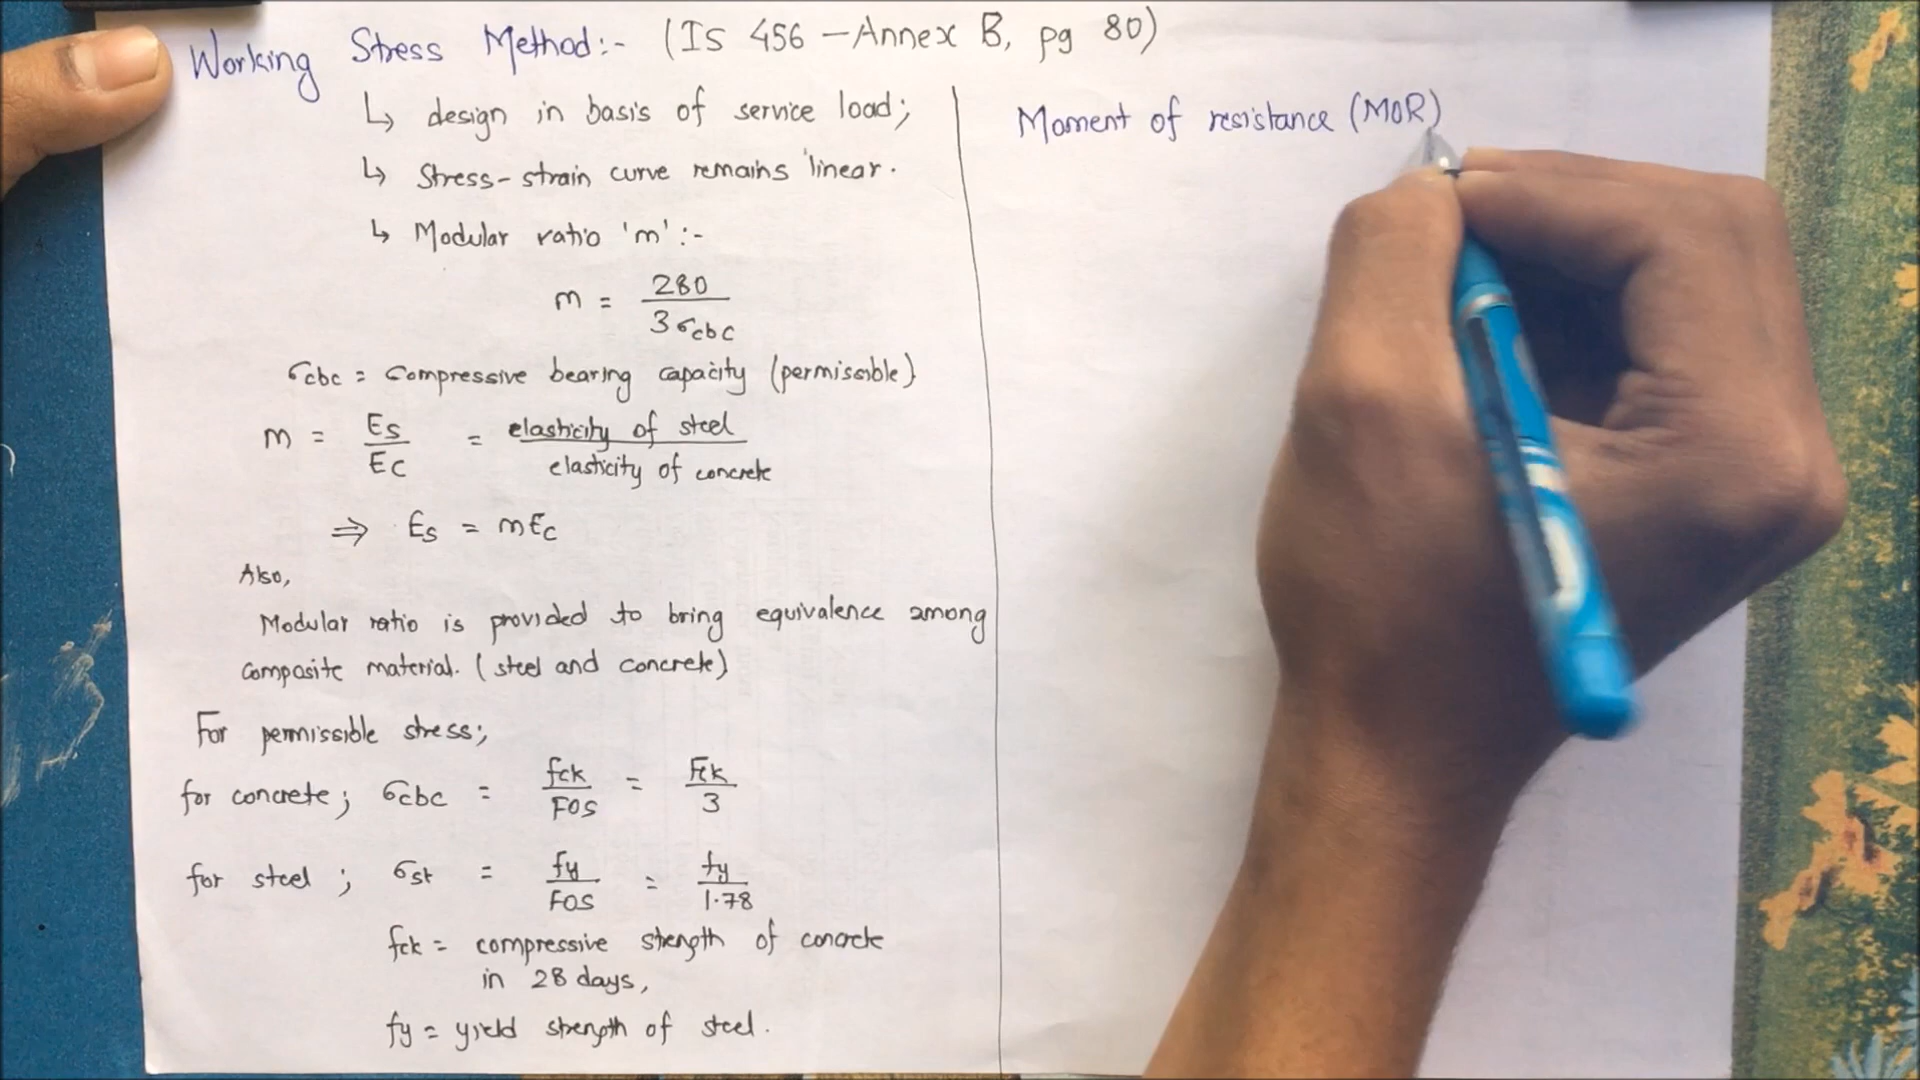 Working Stress Method:- (IS 456 - Annex B, pg 80)
↳ design in basis of service load;
↳ Stress-strain curve remains linear.
↳ Modular ratio 'm':-
m = 280 / 3σcbc
σcbc = compressive bearing capacity (permissible)
m = Es / Ec = elasticity of steel / elasticity of concrete
⇒ Es = mEc
Also,
Modular ratio is provided to bring equivalence among
composite material. (steel and concrete)
For permissible stress;
for concrete; σcbc = fck / FOS = Fck / 3
for steel; σst = fy / FOS = fy / 1.78
fck = compressive strength of concrete
in 28 days,
fy = yield strength of steel.
Moment of resistance (MOR)